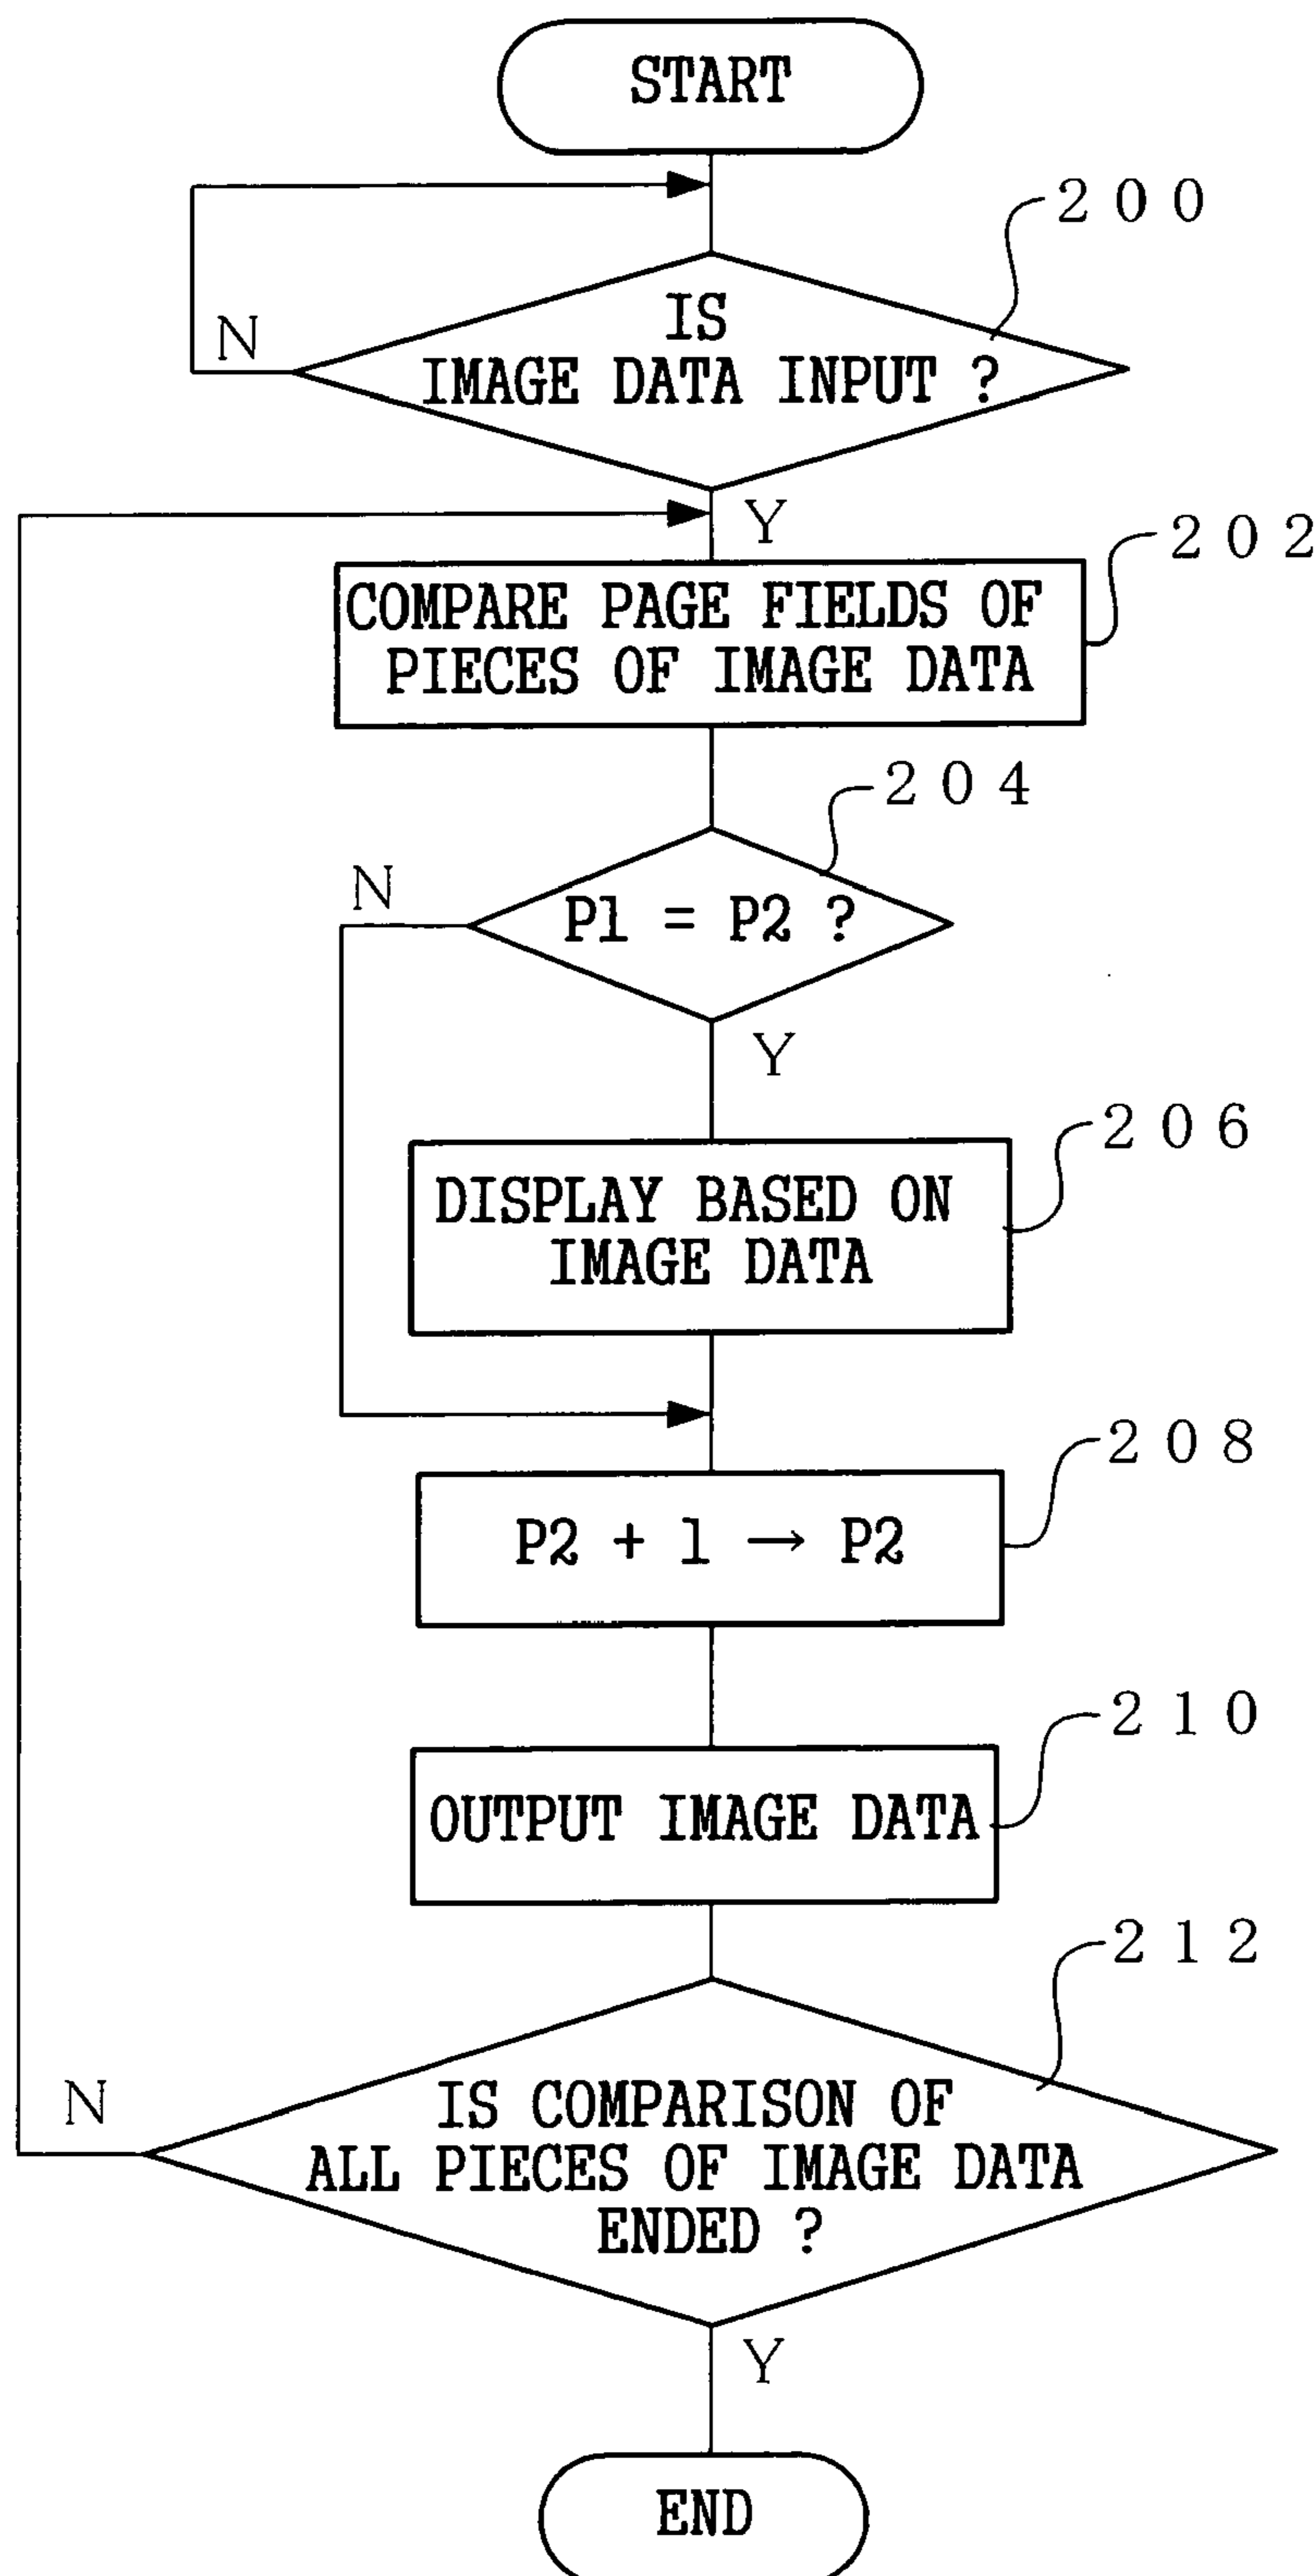 START
200
N
IS
IMAGE DATA INPUT ?
Y
202
COMPARE PAGE FIELDS OF
PIECES OF IMAGE DATA
204
N
P1 = P2 ?
Y
206
DISPLAY BASED ON
IMAGE DATA
208
P2 + 1 → P2
210
OUTPUT IMAGE DATA
212
N
IS COMPARISON OF
ALL PIECES OF IMAGE DATA
ENDED ?
Y
END